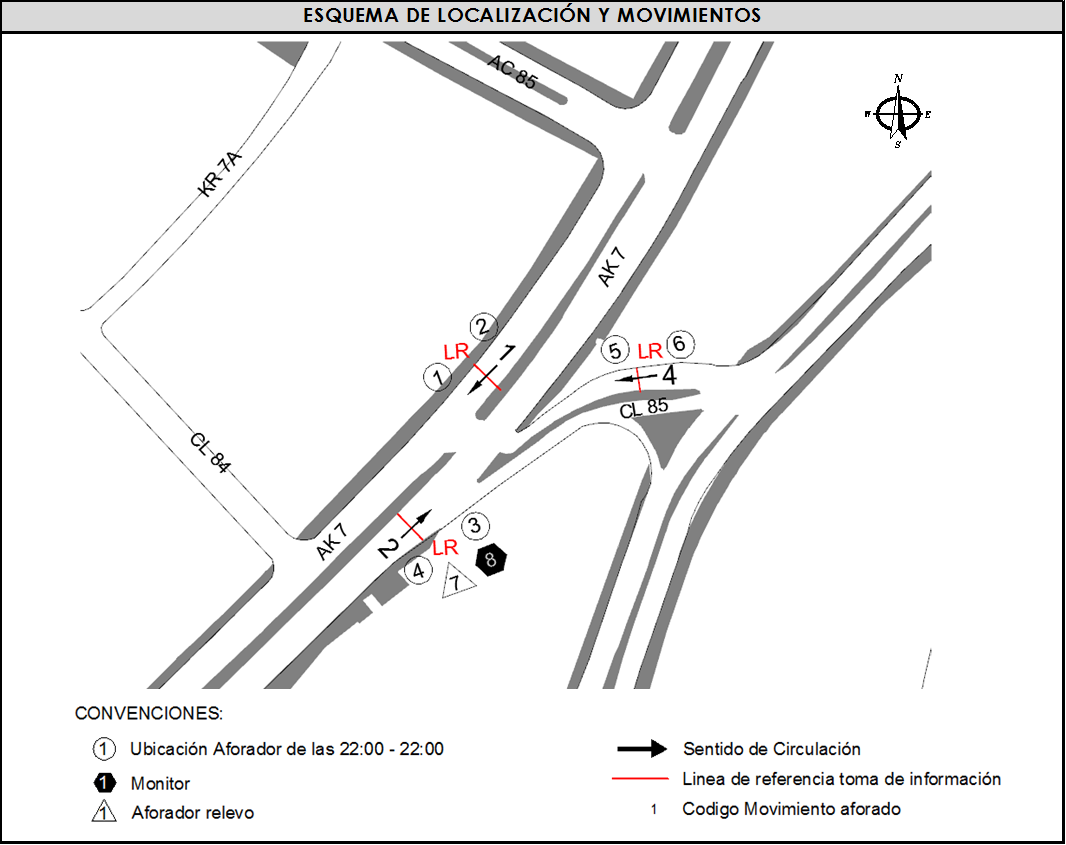 ESQUEMA DE LOCALIZACIÓN Y MOVIMIENTOS
AC 85
N
W E
S
KR 7A
AK 7
2
LR 1
1
5 LR 6
4
CL 85
CL 84
AK 7
2
3
LR
4
7
8
CONVENCIONES:
1 Ubicación Aforador de las 22:00 - 22:00
1 Monitor
1 Aforador relevo
Sentido de Circulación
Linea de referencia toma de información
1 Codigo Movimiento aforado